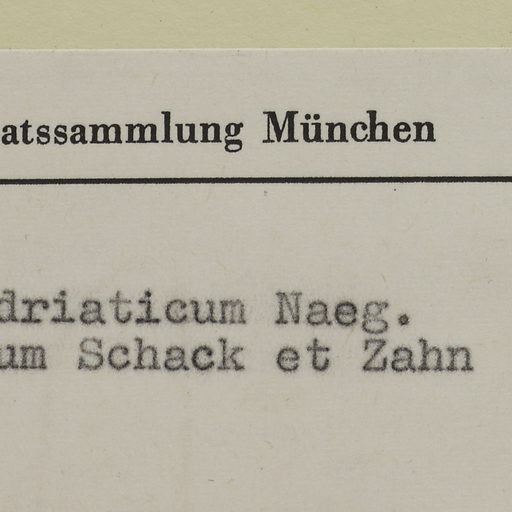 atssammlung München
driaticum Naeg.
um Schack et Zahn